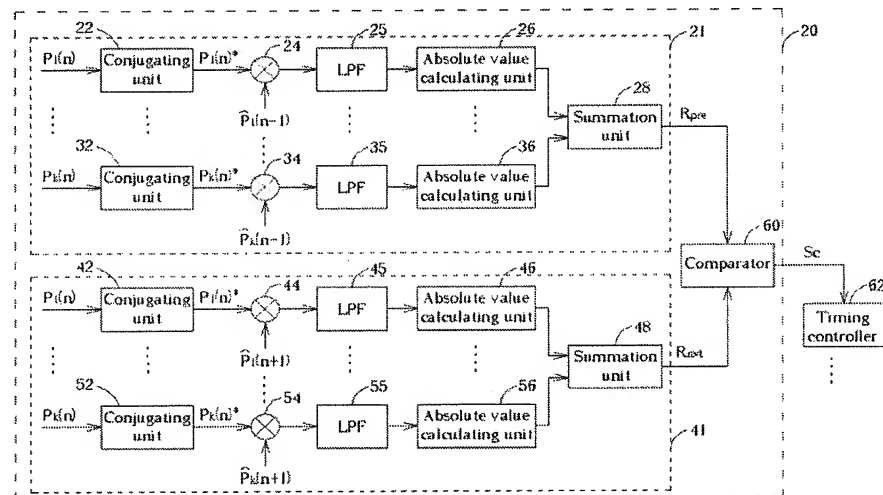 22
25
26
21
20
P1(n)
Conjugating unit
P1(n)*
24
LPF
Absolute value calculating unit
28
P̂1(n-1)
Summation unit
Rpre
32
34
35
36
Pk(n)
Conjugating unit
Pk(n)*
LPF
Absolute value calculating unit
P̂k(n-1)
60
Comparator
Sc
62
Timing controller
42
45
46
P1(n)
Conjugating unit
P1(n)*
44
LPF
Absolute value calculating unit
48
P̂1(n+1)
Summation unit
Rnxt
52
54
55
56
Pk(n)
Conjugating unit
Pk(n)*
LPF
Absolute value calculating unit
41
P̂k(n+1)